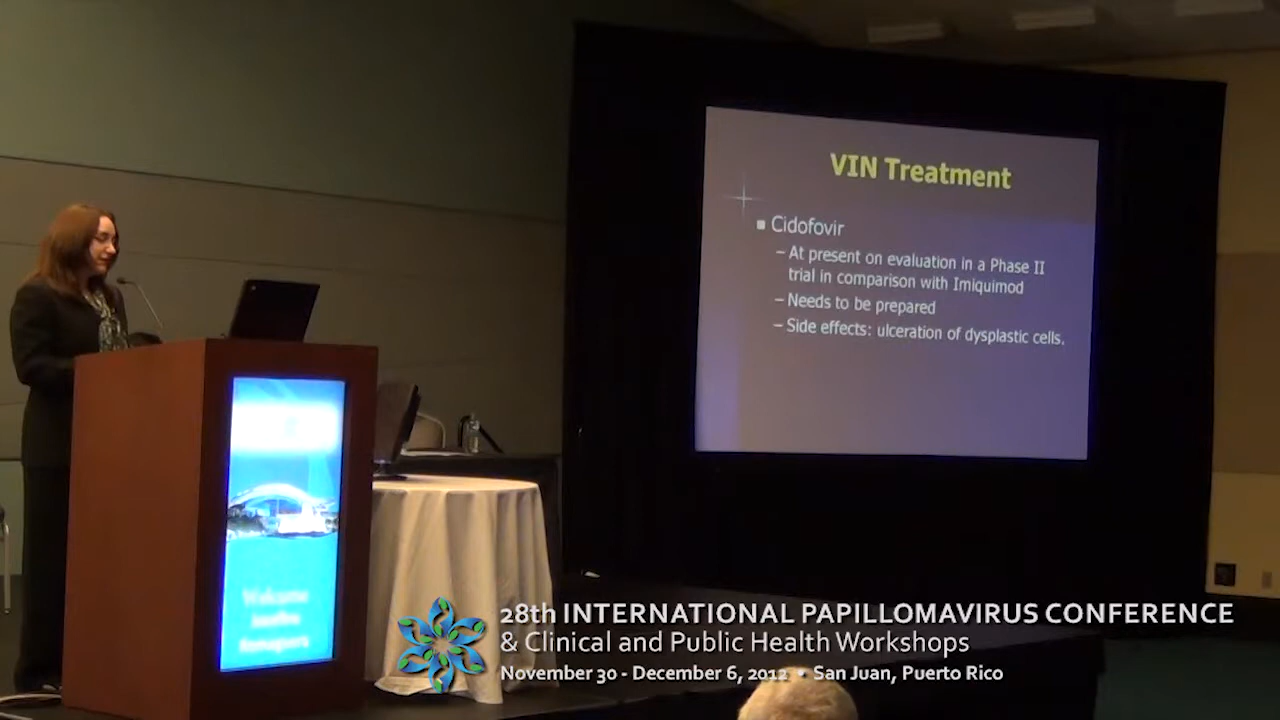 VIN Treatment
Cidofovir
– At present on evaluation in a Phase II
trial in comparison with Imiquimod
– Needs to be prepared
– Side effects: ulceration of dysplastic cells.
Welcome
28th INTERNATIONAL PAPILLOMAVIRUS CONFERENCE
& Clinical and Public Health Workshops
November 30 - December 6, 2012 • San Juan, Puerto Rico